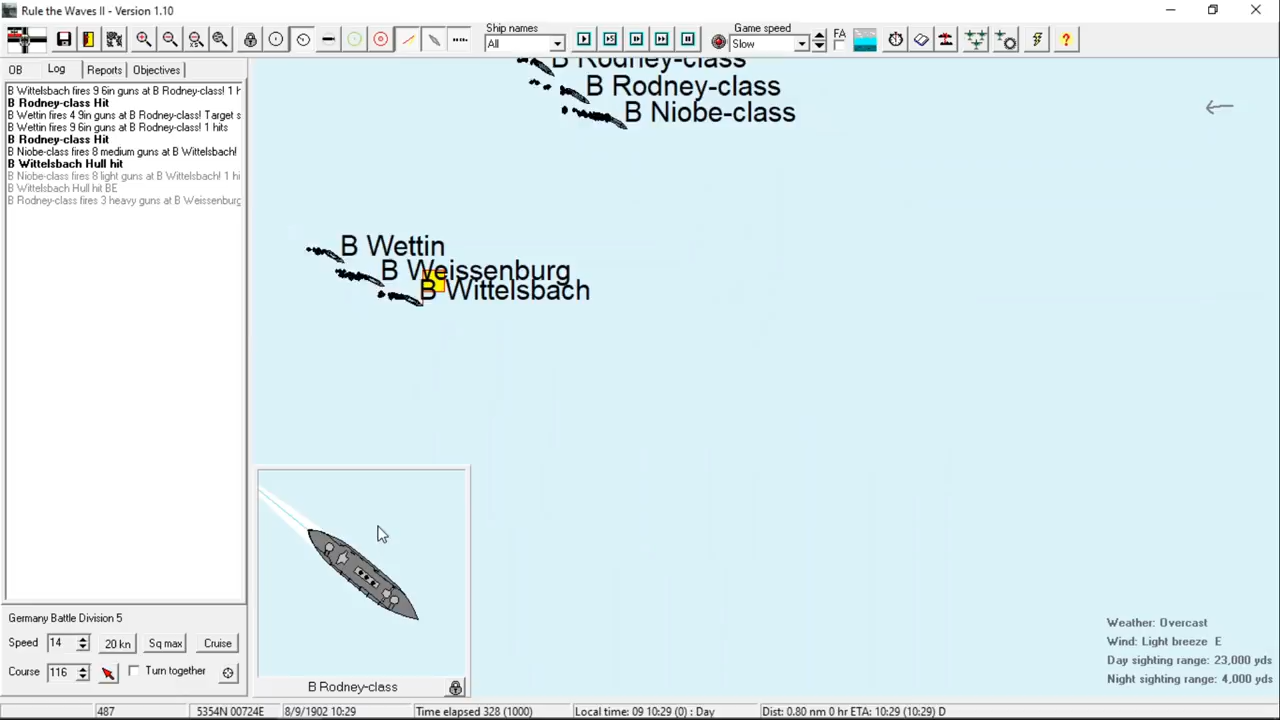 Rule the Waves II - Version 1.10
Ship names
All
Game speed
Slow
FA
OB
Log
Reports
Objectives
B Wittelsbach fires 9 6in guns at B Rodney-class! 1 h
B Rodney-class Hit
B Wettin fires 4 9in guns at B Rodney-class! Target s
B Wettin fires 9 6in guns at B Rodney-class! 1 hits
B Rodney-class Hit
B Niobe-class fires 8 medium guns at B Wittelsbach!
B Wittelsbach Hull hit
B Niobe-class fires 8 light guns at B Wittelsbach! 1 hi
B Wittelsbach Hull hit BE
B Rodney-class fires 3 heavy guns at B Weissenburg
B Rodney-class
B Rodney-class
B Niobe-class
B Wettin
B Weissenburg
B Wittelsbach
B Rodney-class
Germany Battle Division 5
Speed 14 20 kn Sq max Cruise
Course 116 Turn together
Weather: Overcast
Wind: Light breeze E
Day sighting range: 23,000 yds
Night sighting range: 4,000 yds
487 5354N 00724E 8/9/1902 10:29 Time elapsed 328 (1000) Local time: 09 10:29 (0) : Day Dist: 0.80 nm 0 hr ETA: 10:29 (10:29) D